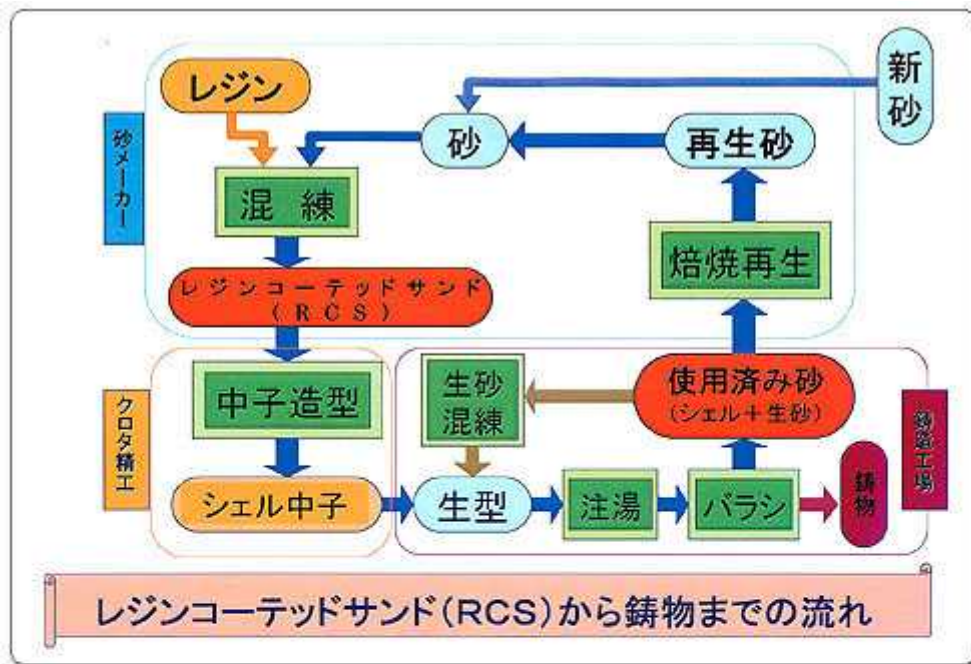 新砂
レジン
砂
再生砂
砂メーカー
混練
焙焼再生
レジンコーテッドサンド
(RCS)
中子造型
生砂
混練
使用済み砂
(シェル+生砂)
クロタ精工
鋳造工場
シェル中子
生型
注湯
バラシ
鋳物
レジンコーテッドサンド(RCS)から鋳物までの流れ